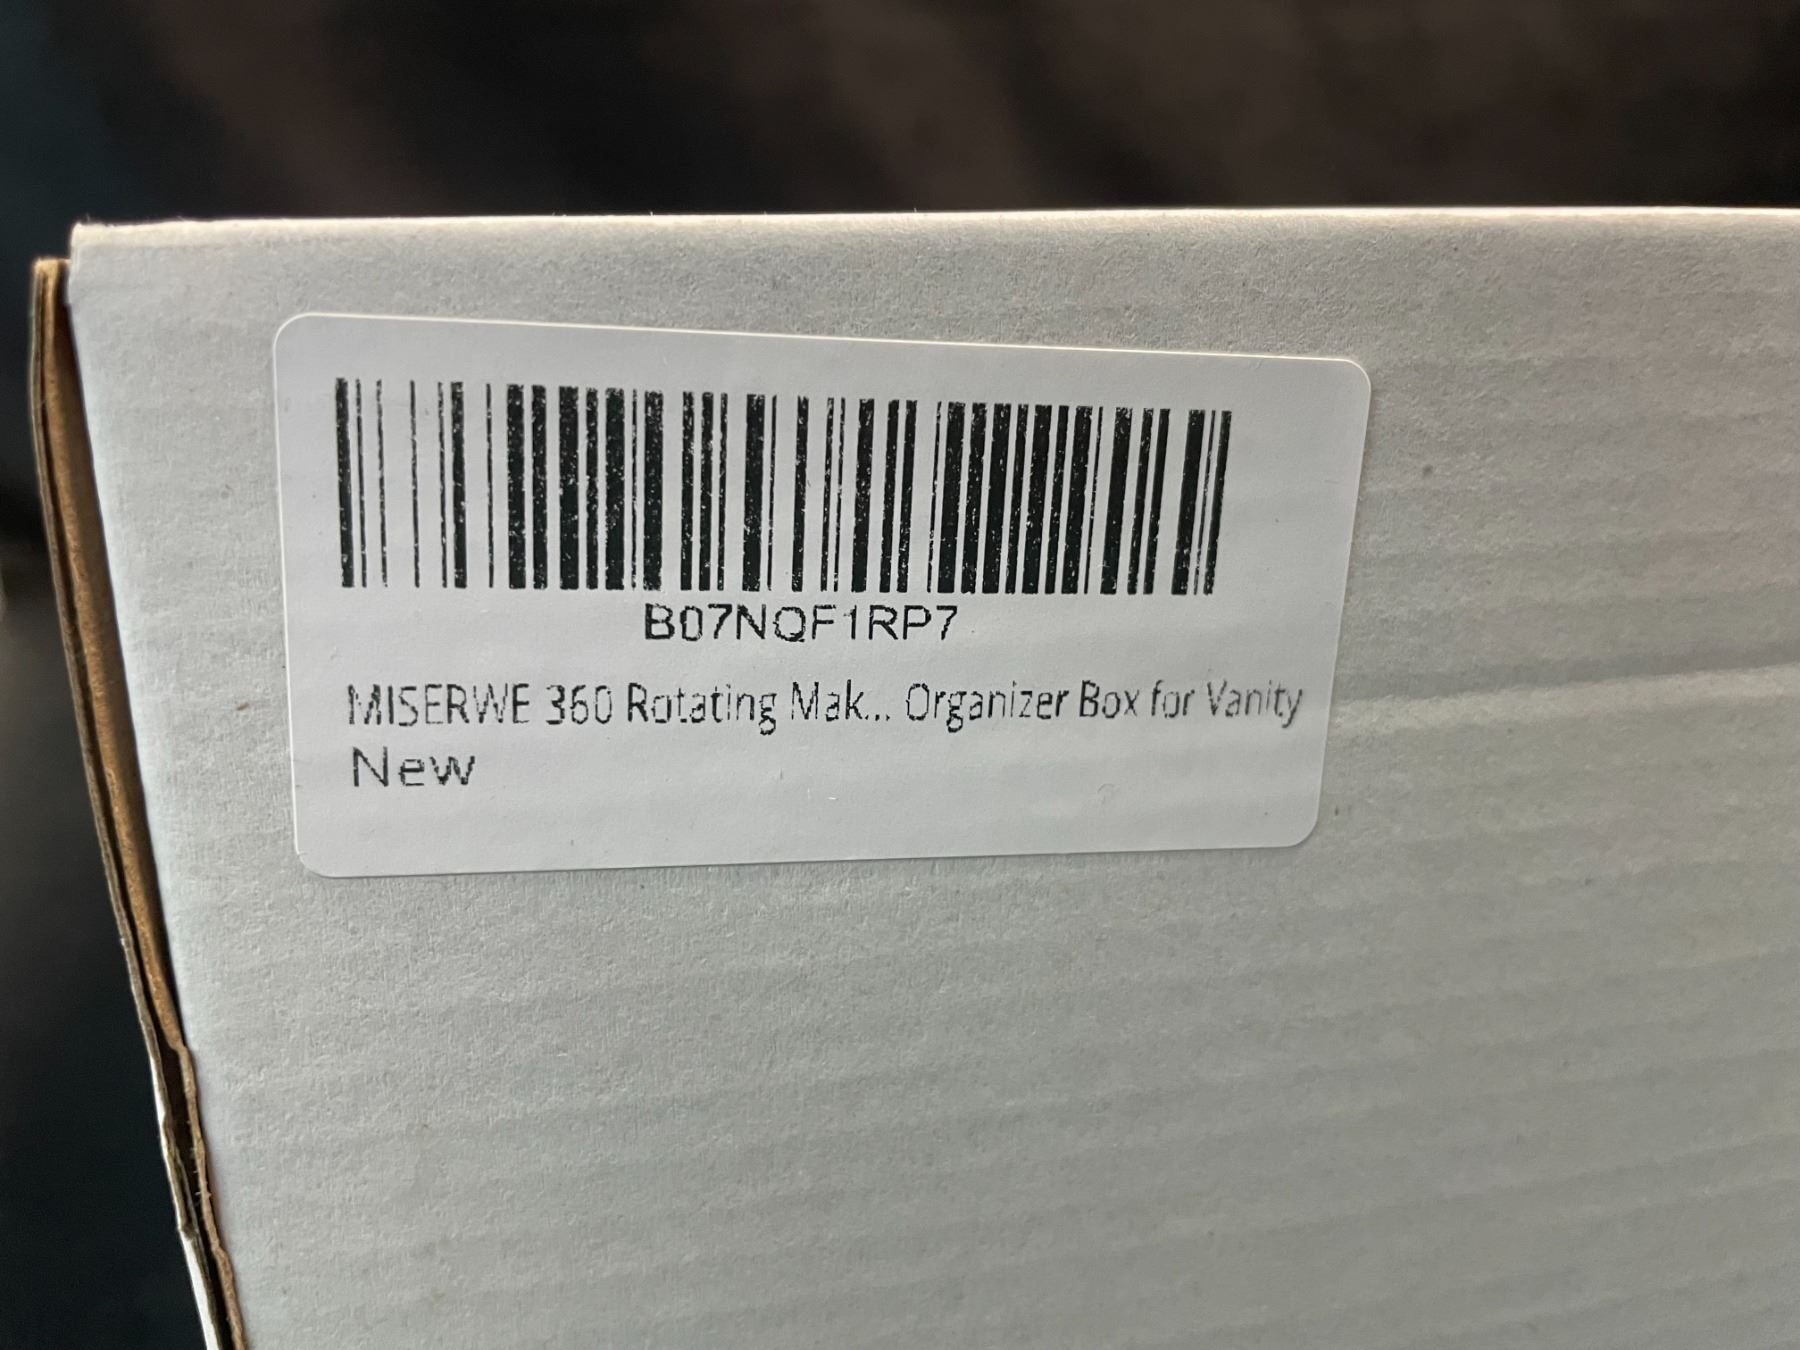 B07NQF1RP7
MISERWE 360 Rotating Mak... Organizer Box for Vanity
New